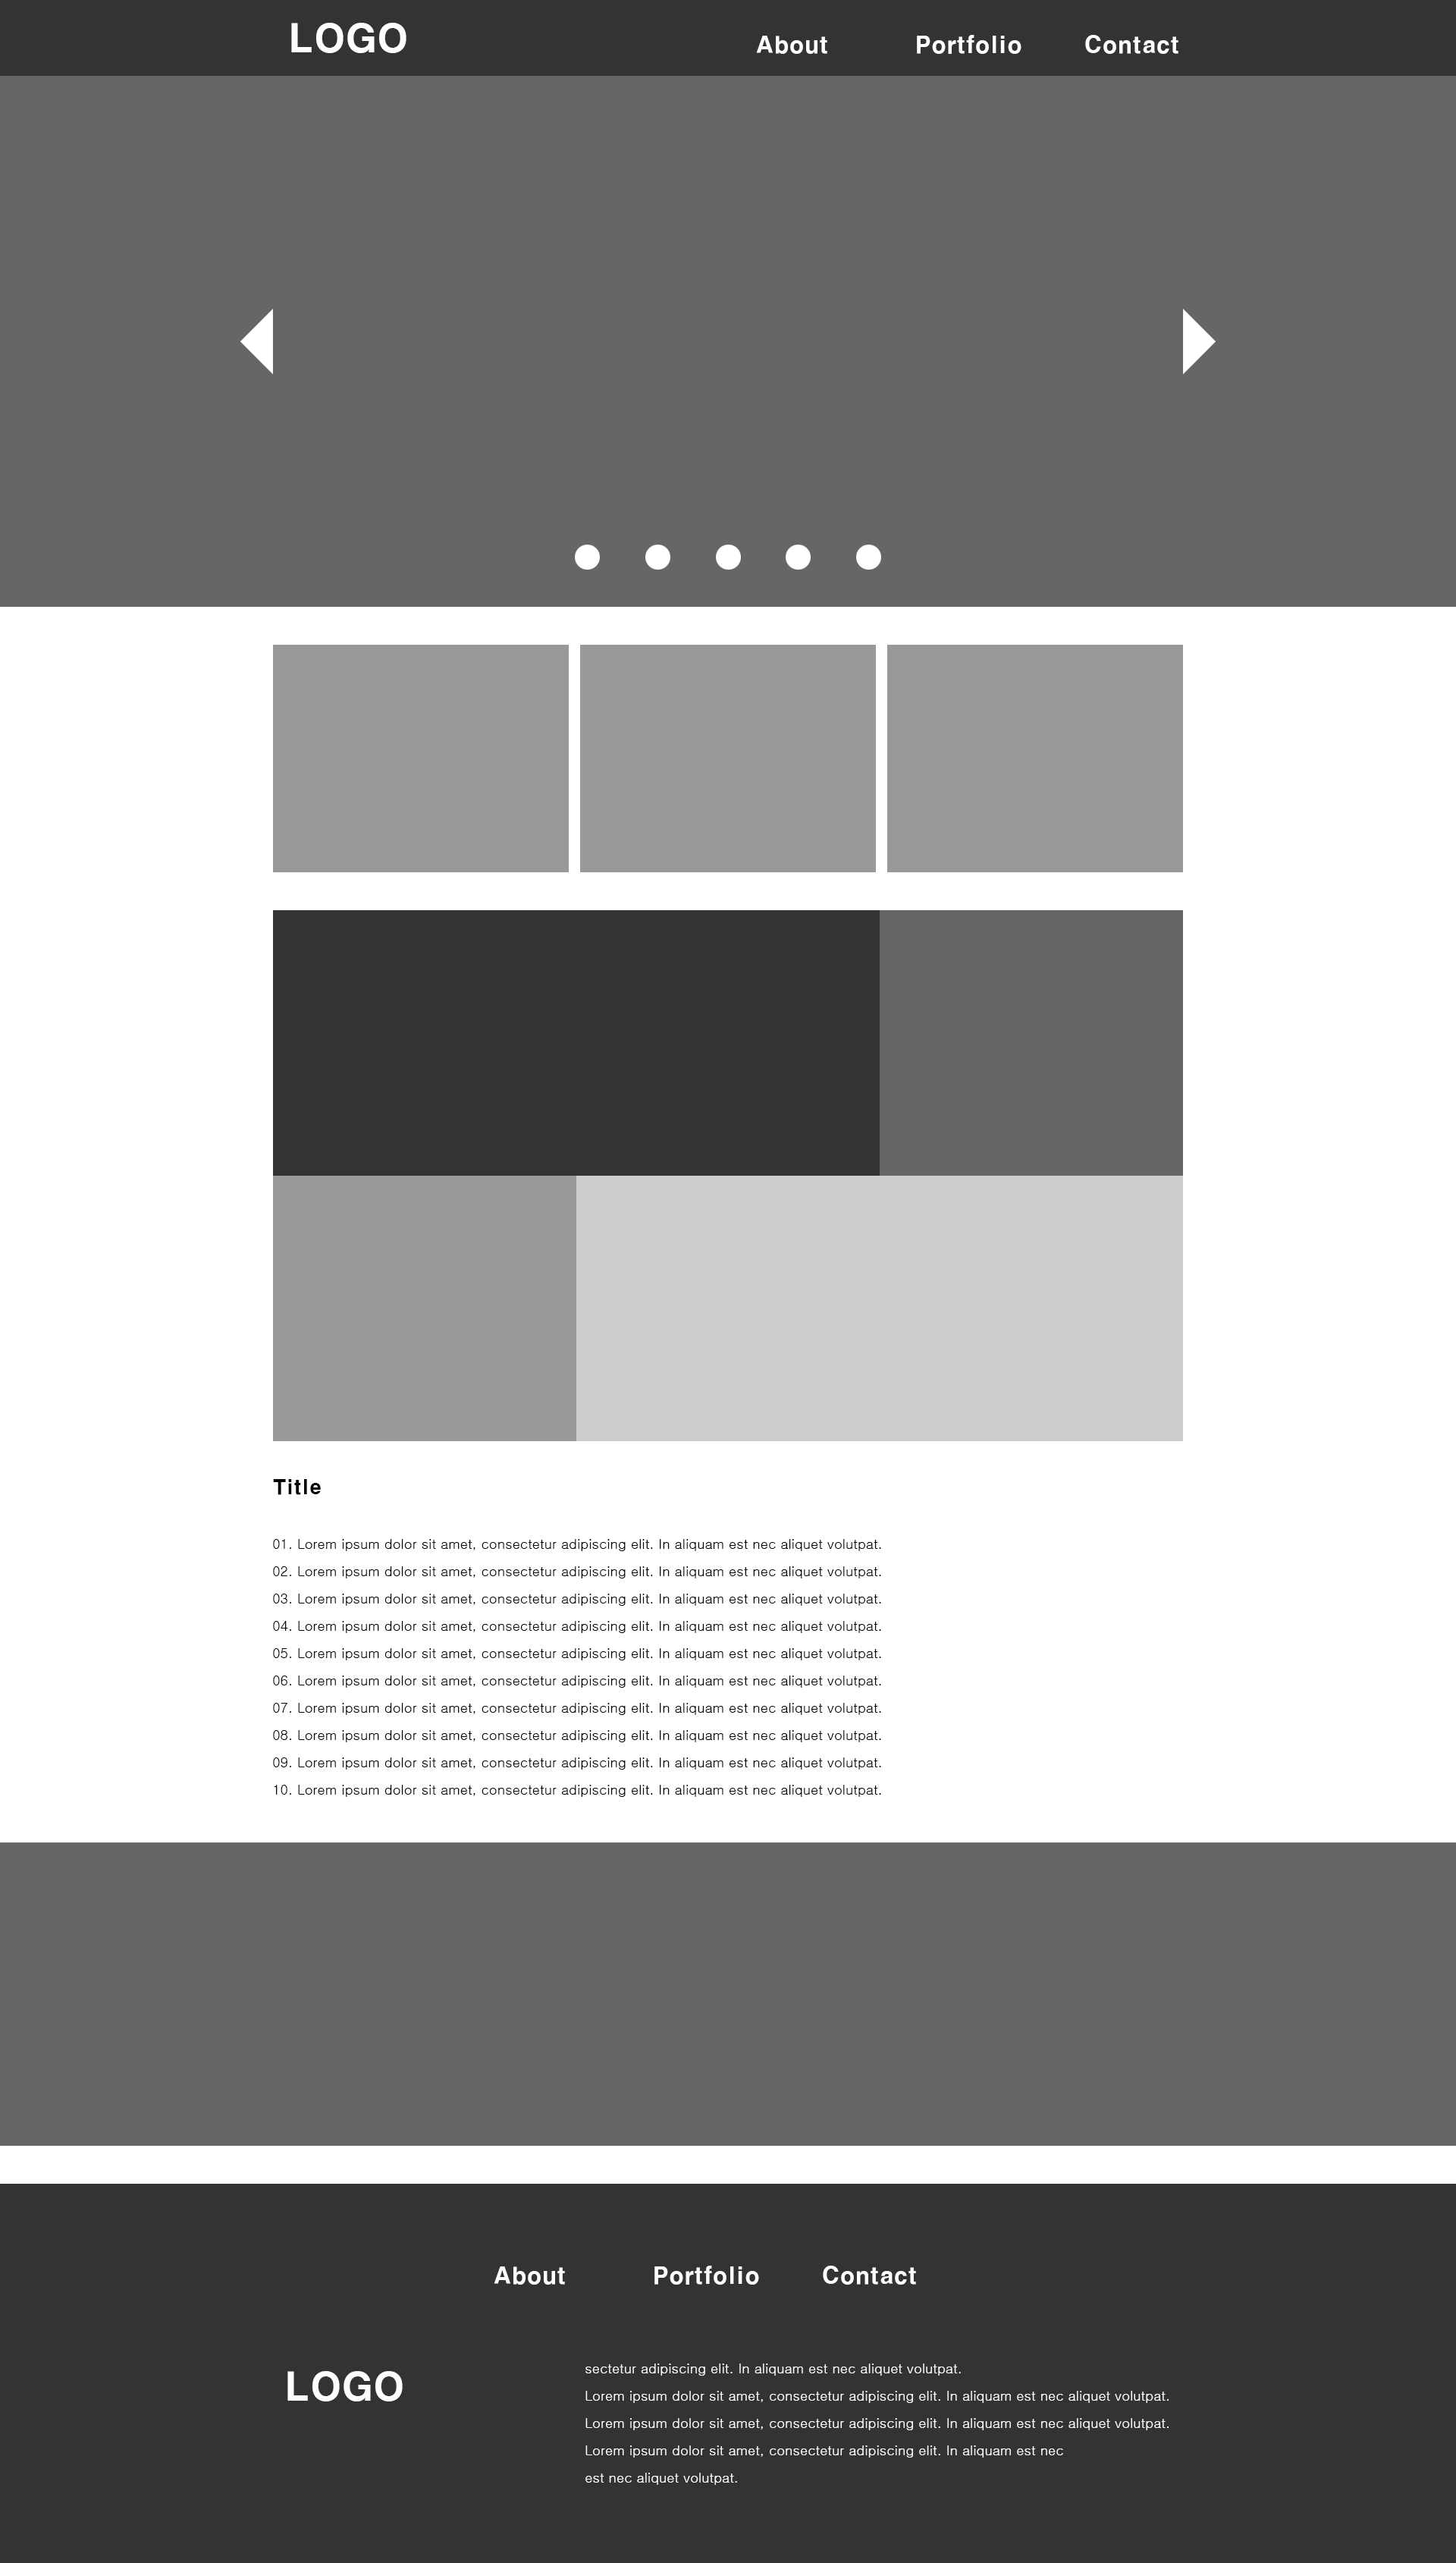 LOGO
About Portfolio Contact
Title
01. Lorem ipsum dolor sit amet, consectetur adipiscing elit. In aliquam est nec aliquet volutpat.
02. Lorem ipsum dolor sit amet, consectetur adipiscing elit. In aliquam est nec aliquet volutpat.
03. Lorem ipsum dolor sit amet, consectetur adipiscing elit. In aliquam est nec aliquet volutpat.
04. Lorem ipsum dolor sit amet, consectetur adipiscing elit. In aliquam est nec aliquet volutpat.
05. Lorem ipsum dolor sit amet, consectetur adipiscing elit. In aliquam est nec aliquet volutpat.
06. Lorem ipsum dolor sit amet, consectetur adipiscing elit. In aliquam est nec aliquet volutpat.
07. Lorem ipsum dolor sit amet, consectetur adipiscing elit. In aliquam est nec aliquet volutpat.
08. Lorem ipsum dolor sit amet, consectetur adipiscing elit. In aliquam est nec aliquet volutpat.
09. Lorem ipsum dolor sit amet, consectetur adipiscing elit. In aliquam est nec aliquet volutpat.
10. Lorem ipsum dolor sit amet, consectetur adipiscing elit. In aliquam est nec aliquet volutpat.
About Portfolio Contact
LOGO
sectetur adipiscing elit. In aliquam est nec aliquet volutpat.
Lorem ipsum dolor sit amet, consectetur adipiscing elit. In aliquam est nec aliquet volutpat.
Lorem ipsum dolor sit amet, consectetur adipiscing elit. In aliquam est nec aliquet volutpat.
Lorem ipsum dolor sit amet, consectetur adipiscing elit. In aliquam est nec
est nec aliquet volutpat.